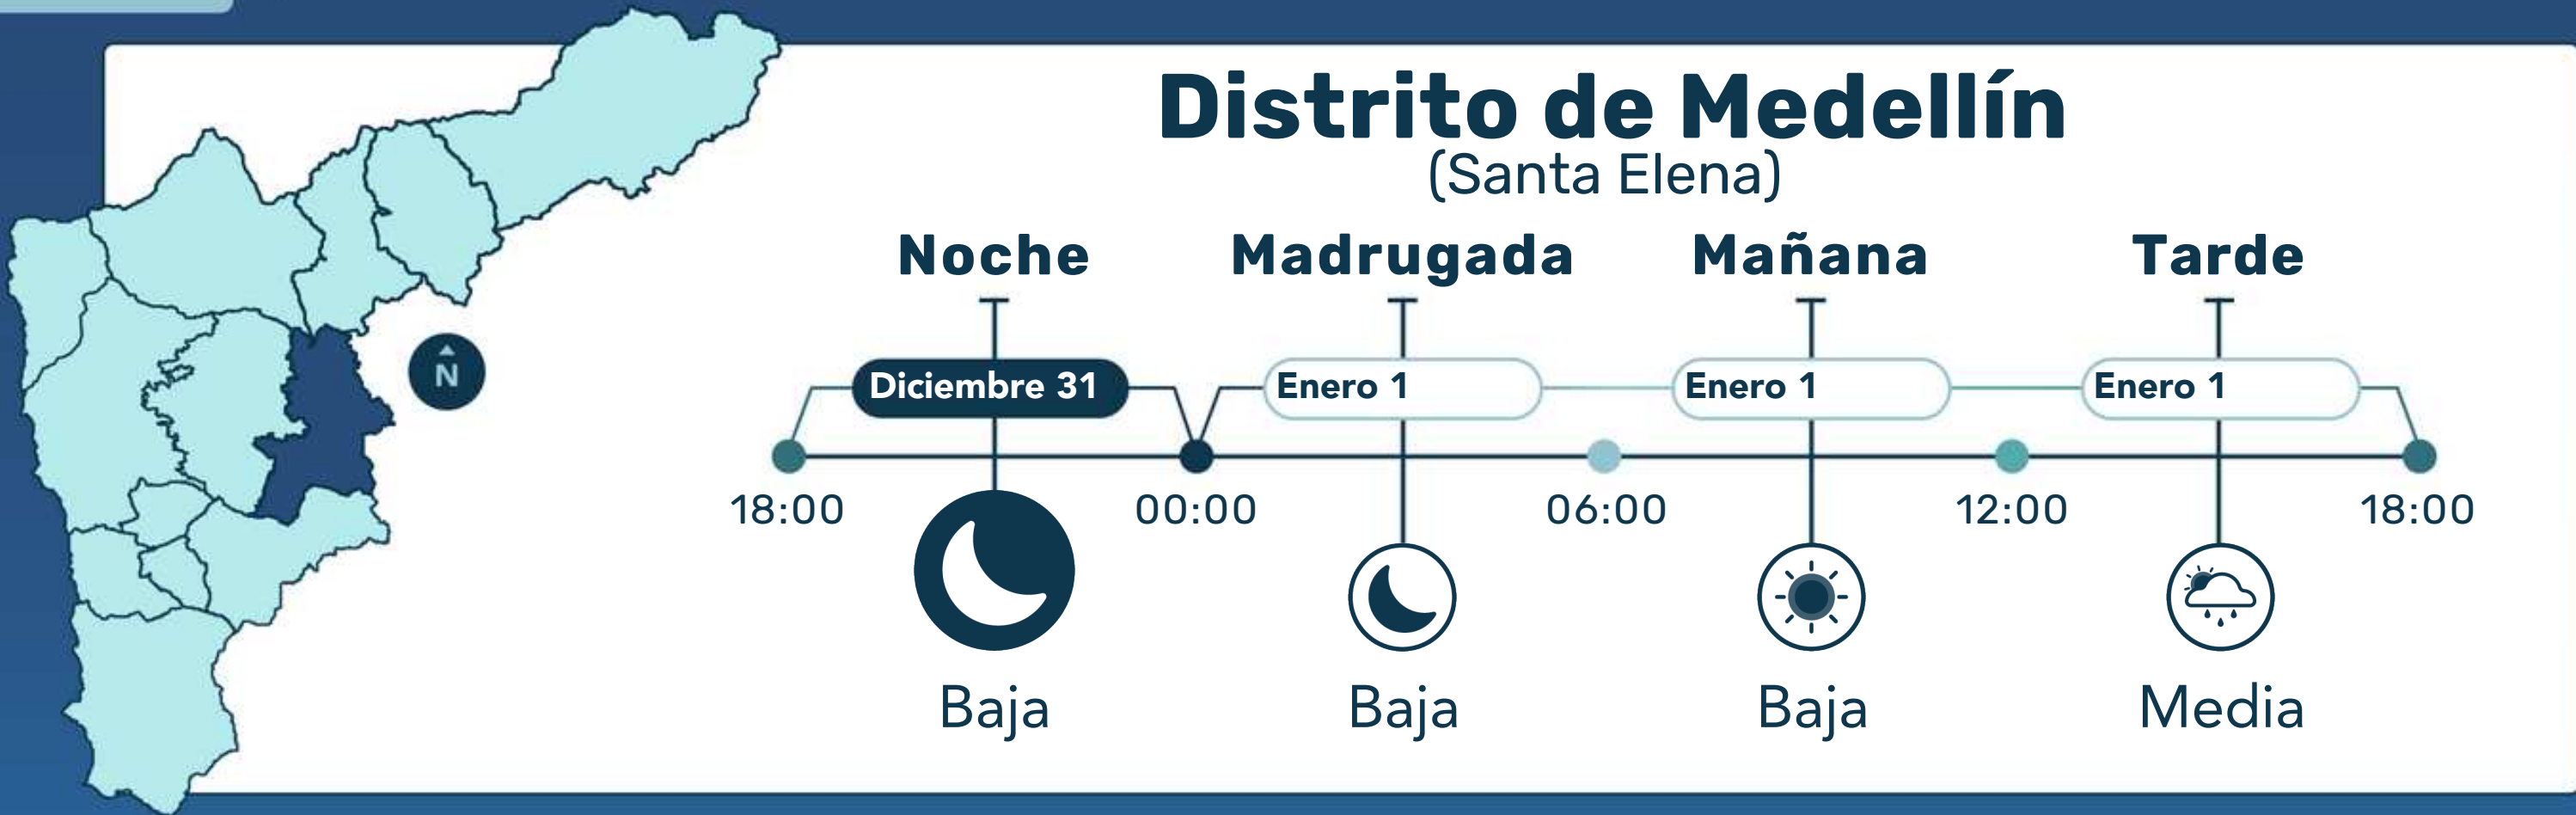 Distrito de Medellín
(Santa Elena)
Noche Madrugada Mañana Tarde
Diciembre 31 Enero 1 Enero 1 Enero 1
N
18:00 00:00 06:00 12:00 18:00
Baja Baja Baja Media